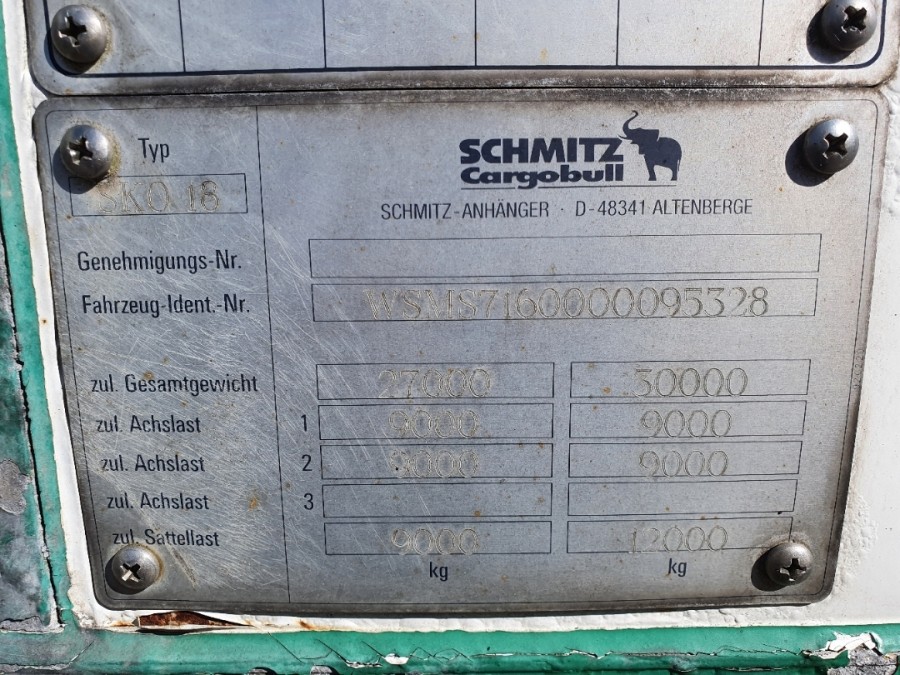 Typ
SKO 18
SCHMITZ
Cargobull
SCHMITZ-ANHÄNGER · D-48341 ALTENBERGE
Genehmigungs-Nr.
Fahrzeug-Ident.-Nr. WSMS7160000095328
zul. Gesamtgewicht 27000 30000
zul. Achslast 1 9000 9000
zul. Achslast 2 9000 9000
zul. Achslast 3
zul. Sattellast 9000 12000
kg kg